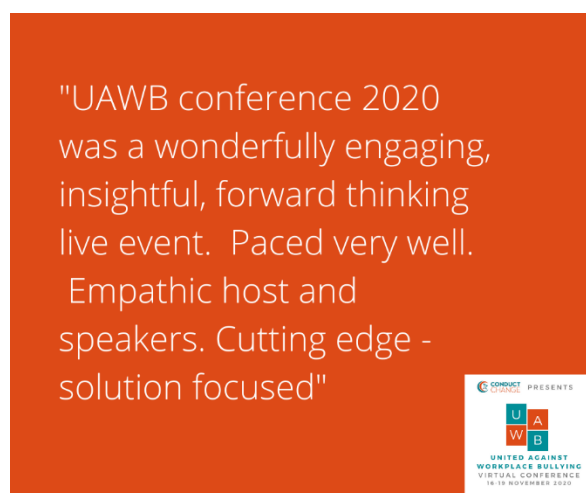 "UAWB conference 2020
was a wonderfully engaging,
insightful, forward thinking
live event.  Paced very well.
 Empathic host and
speakers. Cutting edge -
solution focused"
CONDUCT
CHANGE PRESENTS
U
A
W
B
UNITED AGAINST
WORKPLACE BULLYING
VIRTUAL CONFERENCE
16-19 NOVEMBER 2020